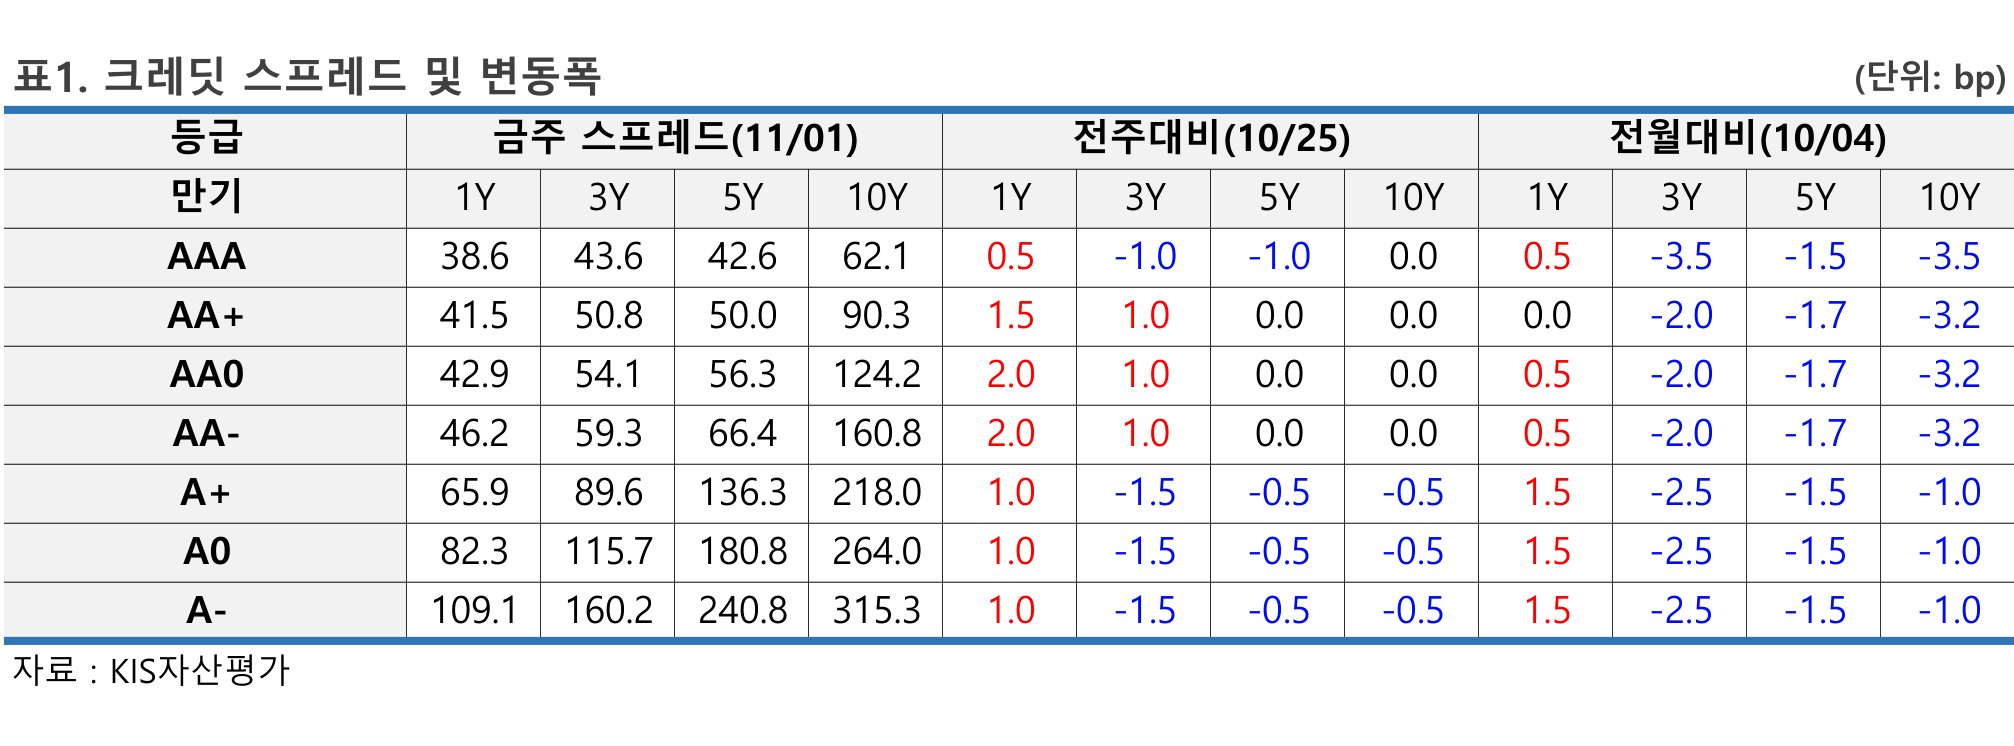 표1. 크레딧 스프레드 및 변동폭 (단위: bp)
등급 금주 스프레드(11/01) 전주대비(10/25) 전월대비(10/04)
만기 1Y 3Y 5Y 10Y 1Y 3Y 5Y 10Y 1Y 3Y 5Y 10Y
AAA 38.6 43.6 42.6 62.1 0.5 -1.0 -1.0 0.0 0.5 -3.5 -1.5 -3.5
AA+ 41.5 50.8 50.0 90.3 1.5 1.0 0.0 0.0 0.0 -2.0 -1.7 -3.2
AA0 42.9 54.1 56.3 124.2 2.0 1.0 0.0 0.0 0.5 -2.0 -1.7 -3.2
AA- 46.2 59.3 66.4 160.8 2.0 1.0 0.0 0.0 0.5 -2.0 -1.7 -3.2
A+ 65.9 89.6 136.3 218.0 1.0 -1.5 -0.5 -0.5 1.5 -2.5 -1.5 -1.0
A0 82.3 115.7 180.8 264.0 1.0 -1.5 -0.5 -0.5 1.5 -2.5 -1.5 -1.0
A- 109.1 160.2 240.8 315.3 1.0 -1.5 -0.5 -0.5 1.5 -2.5 -1.5 -1.0
자료 : KIS자산평가